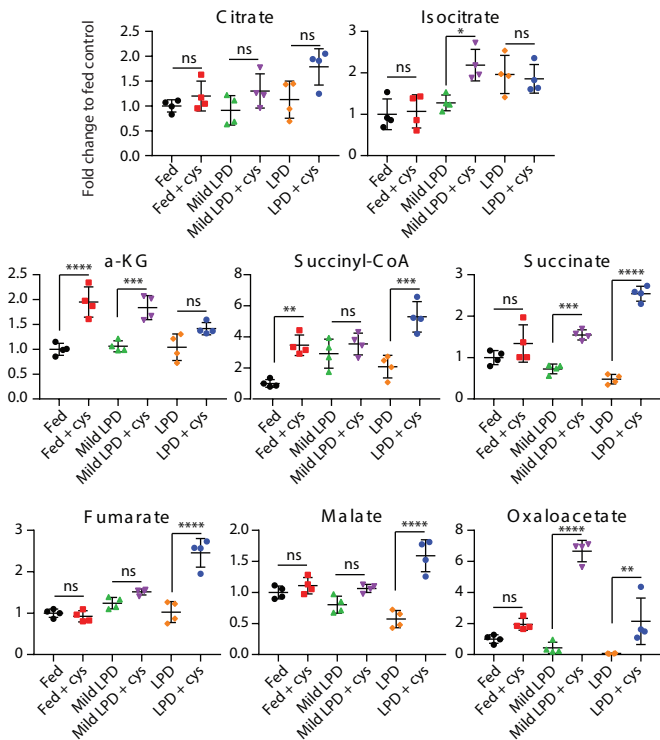 Citrate
Isocitrate
Fold change to fed control
2.5
2.0
1.5
1.0
0.5
0.0
ns
ns
ns
Fed
Fed + cys
Mild LPD
Mild LPD + cys
LPD
LPD + cys
3
2
1
0
ns
*
ns
Fed
Fed + cys
Mild LPD
Mild LPD + cys
LPD
LPD + cys
a-KG
Succinyl-CoA
Succinate
2.5
2.0
1.5
1.0
0.5
0.0
****
***
ns
Fed
Fed + cys
Mild LPD
Mild LPD + cys
LPD
LPD + cys
8
6
4
2
0
**
ns
***
Fed
Fed + cys
Mild LPD
Mild LPD + cys
LPD
LPD + cys
3
2
1
0
ns
***
****
Fed
Fed + cys
Mild LPD
Mild LPD + cys
LPD
LPD + cys
Fumarate
Malate
Oxaloacetate
3
2
1
0
ns
ns
****
Fed
Fed + cys
Mild LPD
Mild LPD + cys
LPD
LPD + cys
2.0
1.5
1.0
0.5
0.0
ns
ns
****
Fed
Fed + cys
Mild LPD
Mild LPD + cys
LPD
LPD + cys
8
6
4
2
0
ns
****
**
Fed
Fed + cys
Mild LPD
Mild LPD + cys
LPD
LPD + cys